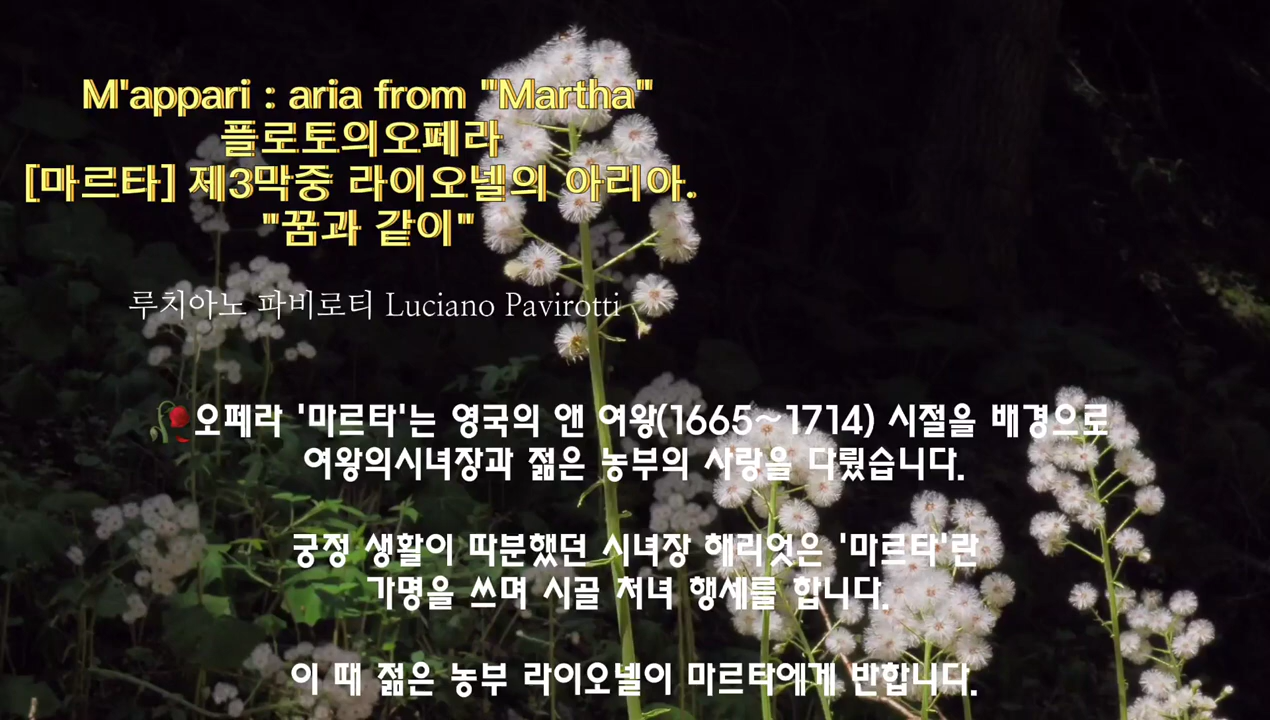 M'appari : aria from "Martha"
플로토의오페라
[마르타] 제3막중 라이오넬의 아리아.
"꿈과 같이"
루치아노 파비로티 Luciano Pavirotti
오페라 '마르타'는 영국의 앤 여왕(1665~1714) 시절을 배경으로
여왕의시녀장과 젊은 농부의 사랑을 다뤘습니다.
궁정 생활이 따분했던 시녀장 해리엇은 '마르타'란
가명을 쓰며 시골 처녀 행세를 합니다.
이 때 젊은 농부 라이오넬이 마르타에게 반합니다.